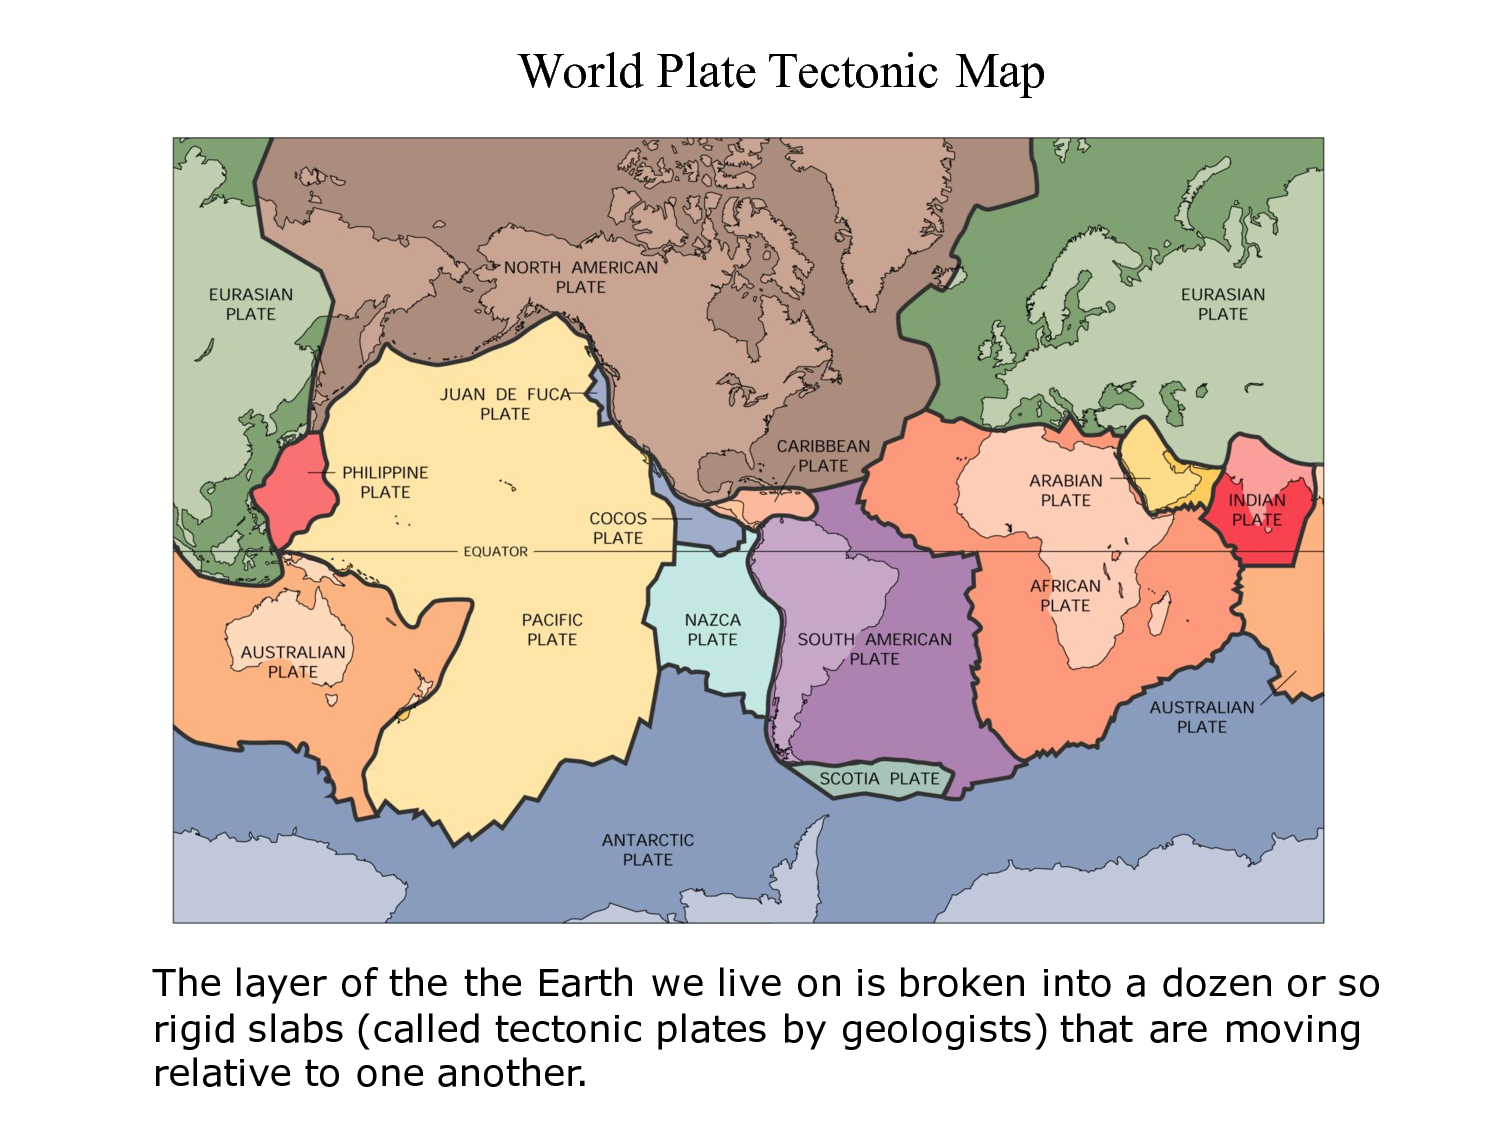 World Plate Tectonic Map
NORTH AMERICAN
PLATE
EURASIAN
PLATE
EURASIAN
PLATE
JUAN DE FUCA
PLATE
CARIBBEAN
PLATE
PHILIPPINE
PLATE
ARABIAN
PLATE
INDIAN
PLATE
COCOS
PLATE
EQUATOR
AFRICAN
PLATE
PACIFIC
PLATE
NAZCA
PLATE
SOUTH AMERICAN
PLATE
AUSTRALIAN
PLATE
AUSTRALIAN
PLATE
SCOTIA PLATE
ANTARCTIC
PLATE
The layer of the the Earth we live on is broken into a dozen or so
rigid slabs (called tectonic plates by geologists) that are moving
relative to one another.